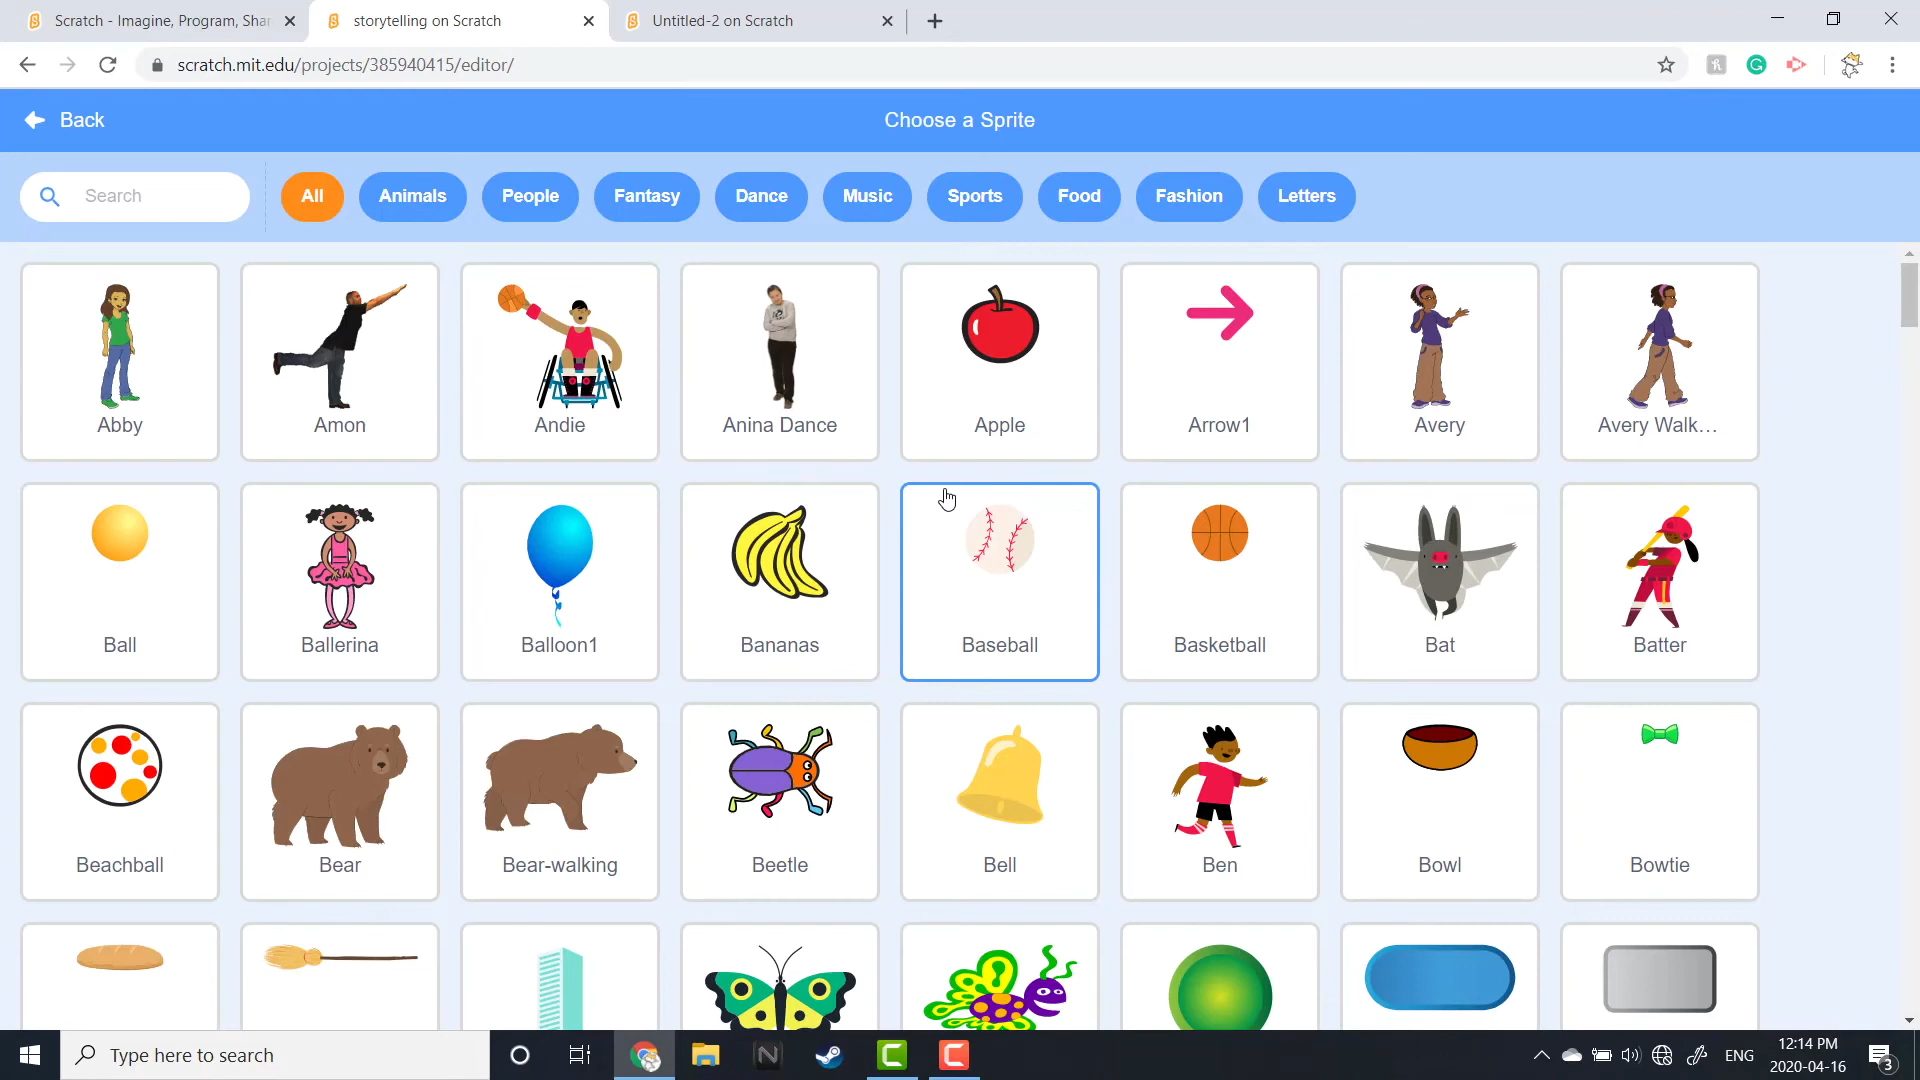 Scratch - Imagine, Program, Shar
storytelling on Scratch
Untitled-2 on Scratch
scratch.mit.edu/projects/385940415/editor/
Back
Choose a Sprite
Search
All
Animals
People
Fantasy
Dance
Music
Sports
Food
Fashion
Letters
Abby
Amon
Andie
Anina Dance
Apple
Arrow1
Avery
Avery Walk...
Ball
Ballerina
Balloon1
Bananas
Baseball
Basketball
Bat
Batter
Beachball
Bear
Bear-walking
Beetle
Bell
Ben
Bowl
Bowtie
Type here to search
ENG
12:14 PM
2020-04-16
3